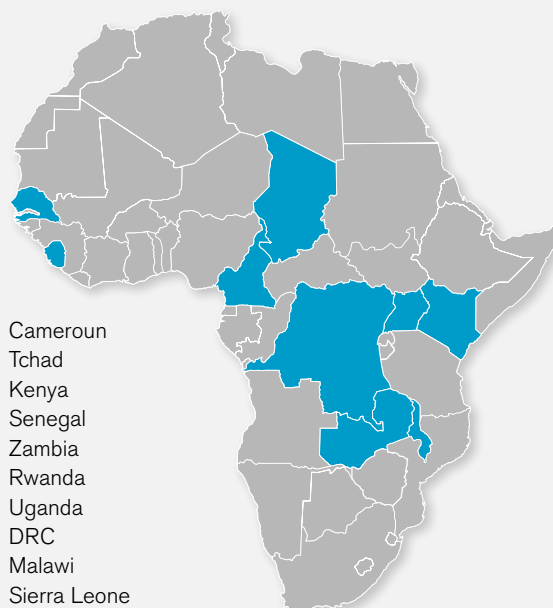 Cameroun
Tchad
Kenya
Senegal
Zambia
Rwanda
Uganda
DRC
Malawi
Sierra Leone